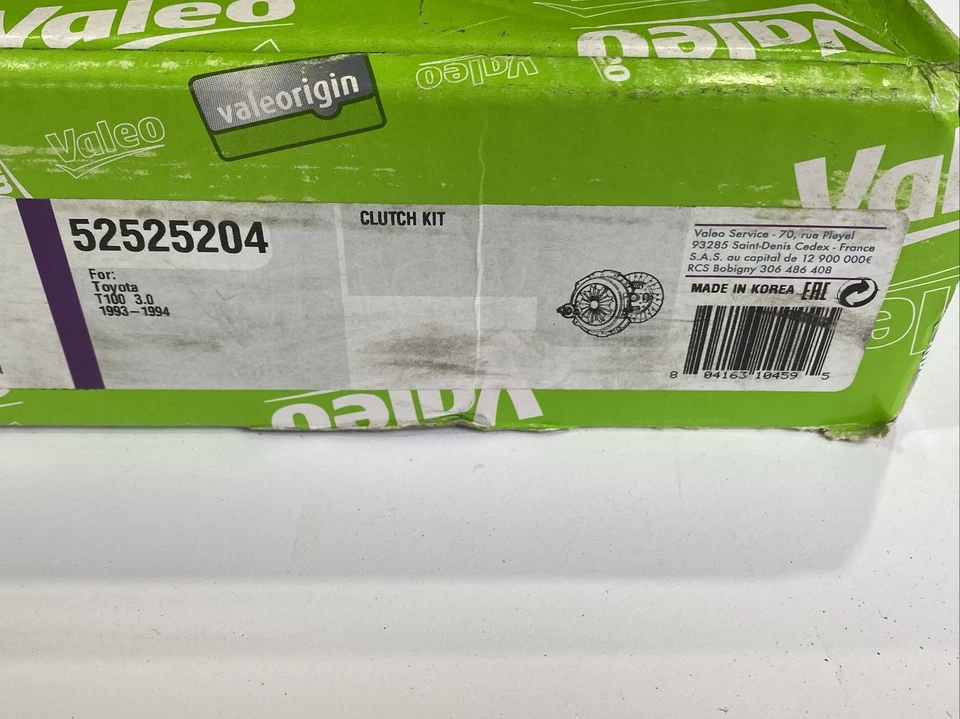 Valeo
Valeo
Valeo
valeorigin
Valeo
Valeo
52525204
For:
Toyota
T100 3.0
1993-1994
CLUTCH KIT
Valeo Service - 70, rue Pleyel
93285 Saint-Denis Cedex - France
S.A.S. au capital de 12 900 000€
RCS Bobigny 306 486 408
MADE IN KOREA EAC
8 04163 10459 5
Valeo